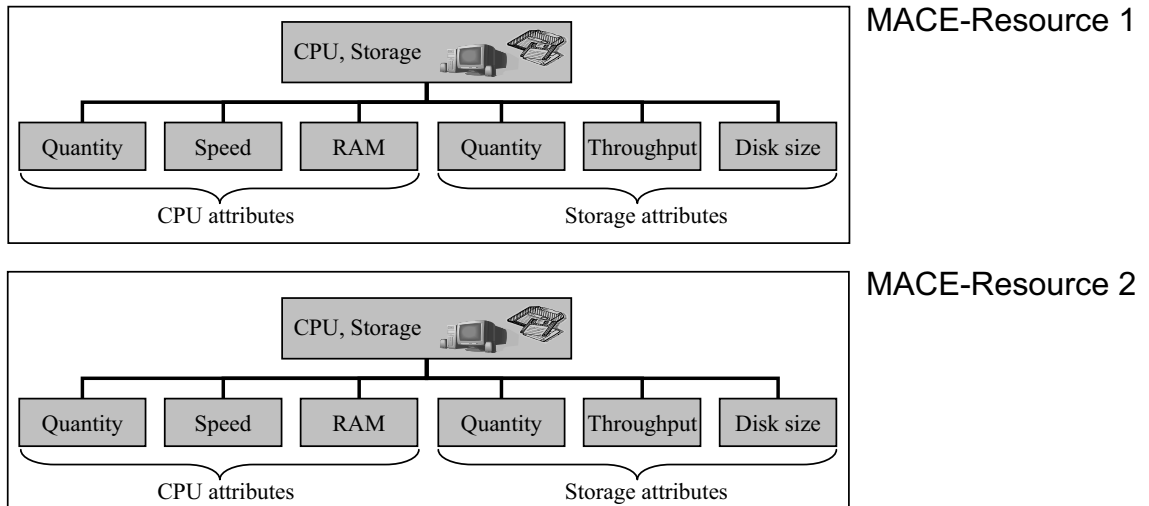 MACE-Resource 1
CPU, Storage
Quantity Speed RAM Quantity Throughput Disk size
CPU attributes Storage attributes
MACE-Resource 2
CPU, Storage
Quantity Speed RAM Quantity Throughput Disk size
CPU attributes Storage attributes